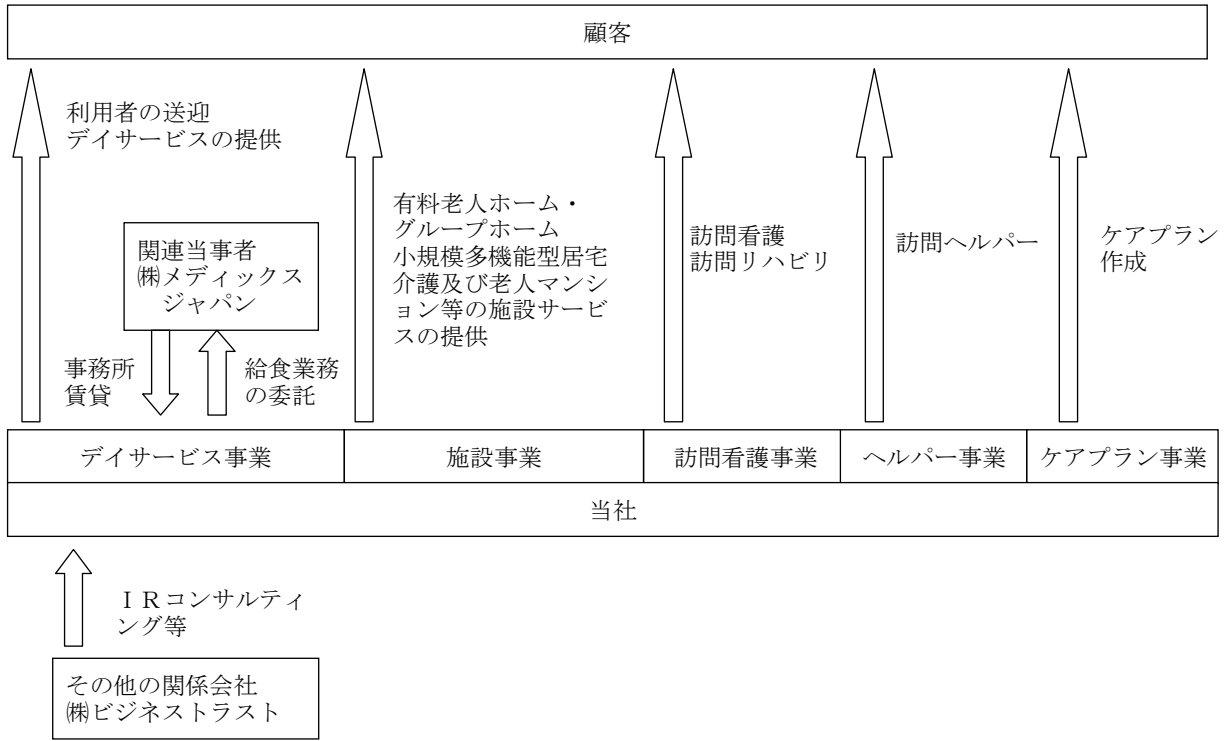 顧客
利用者の送迎
デイサービスの提供
有料老人ホーム・
グループホーム
小規模多機能型居宅
介護及び老人マンシ
ョン等の施設サービ
スの提供
訪問看護
訪問リハビリ
訪問ヘルパー
ケアプラン
作成
関連当事者
㈱メディックス
ジャパン
事務所
賃貸
給食業務
の委託
デイサービス事業
施設事業
訪問看護事業
ヘルパー事業
ケアプラン事業
当社
ＩＲコンサルティ
ング等
その他の関係会社
㈱ビジネストラスト